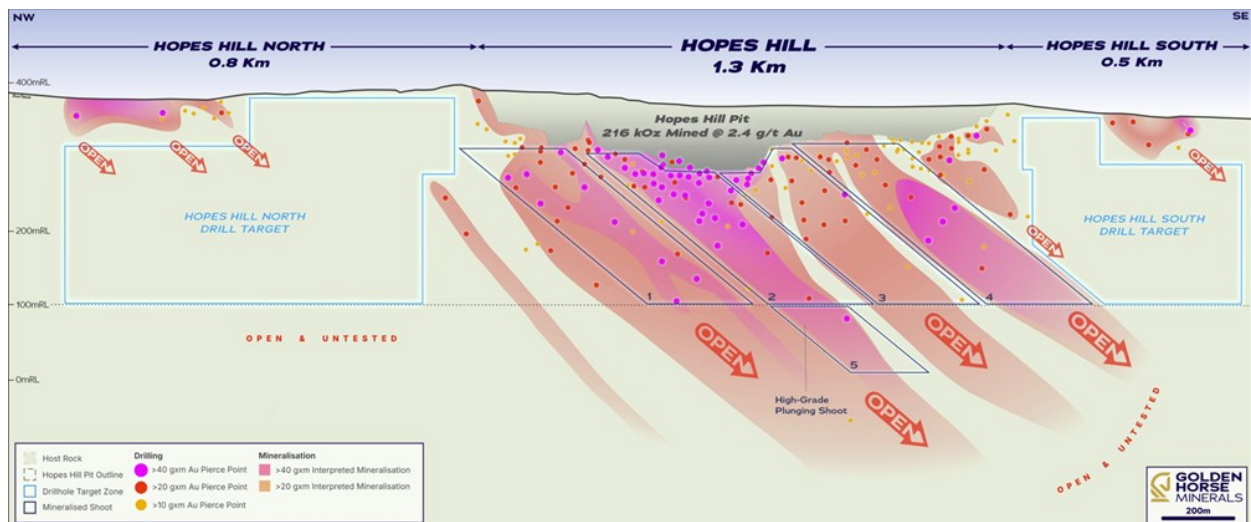 NW
SE
HOPES HILL NORTH
0.8 Km
HOPES HILL
1.3 Km
HOPES HILL SOUTH
0.5 Km
400mRL
Surface
Hopes Hill Pit
216 kOz Mined @ 2.4 g/t Au
OPEN
OPEN
OPEN
OPEN
HOPES HILL NORTH
DRILL TARGET
HOPES HILL SOUTH
DRILL TARGET
200mRL
OPEN
100mRL
1
2
3
4
OPEN & UNTESTED
OPEN
OPEN
OPEN
0mRL
5
High-Grade
Plunging Shoot
OPEN
OPEN & UNTESTED
Host Rock
Hopes Hill Pit Outline
Drillhole Target Zone
Mineralised Shoot
Drilling
>40 gxm Au Pierce Point
>20 gxm Au Pierce Point
>10 gxm Au Pierce Point
Mineralisation
>40 gxm Interpreted Mineralisation
>20 gxm Interpreted Mineralisation
GOLDEN
HORSE
MINERALS
200m